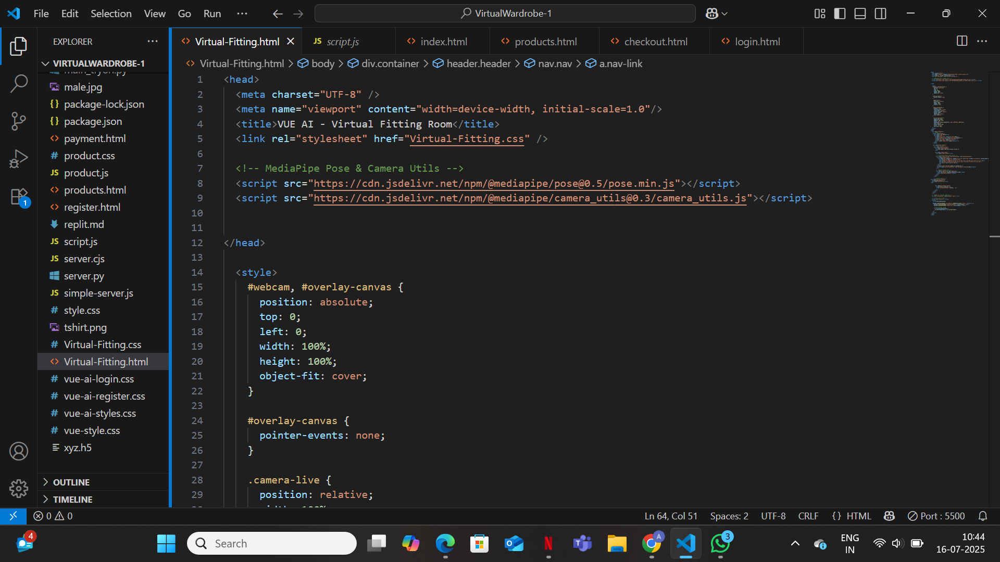 File Edit Selection View Go Run ···
VirtualWardrobe-1
EXPLORER ···
VIRTUALWARDROBE-1
main_tryon.py
male.jpg
{} package-lock.json
{} package.json
<> payment.html
# product.css
JS product.js
<> products.html
<> register.html
replit.md
JS script.js
JS server.cjs
server.py
JS simple-server.js
# style.css
tshirt.png
# Virtual-Fitting.css
<> Virtual-Fitting.html
# vue-ai-login.css
# vue-ai-register.css
# vue-ai-styles.css
# vue-style.css
xyz.h5
OUTLINE
TIMELINE
1
<> Virtual-Fitting.html JS script.js <> index.html <> products.html <> checkout.html <> login.html ···
<> Virtual-Fitting.html > body > div.container > header.header > nav.nav > a.nav-link
1 <head>
2 <meta charset="UTF-8" />
3 <meta name="viewport" content="width=device-width, initial-scale=1.0"/>
4 <title>VUE AI - Virtual Fitting Room</title>
5 <link rel="stylesheet" href="Virtual-Fitting.css" />
6
7 <!-- MediaPipe Pose & Camera Utils -->
8 <script src="https://cdn.jsdelivr.net/npm/@mediapipe/pose@0.5/pose.min.js"></script>
9 <script src="https://cdn.jsdelivr.net/npm/@mediapipe/camera_utils@0.3/camera_utils.js"></script>
10
11
12 </head>
13
14 <style>
15 #webcam, #overlay-canvas {
16 position: absolute;
17 top: 0;
18 left: 0;
19 width: 100%;
20 height: 100%;
21 object-fit: cover;
22 }
23
24 #overlay-canvas {
25 pointer-events: none;
26 }
27
28 .camera-live {
29 position: relative;
0 0
Ln 64, Col 51 Spaces: 2 UTF-8 CRLF {} HTML Port : 5500
4
Search
A
3
ENG
IN
10:44
16-07-2025